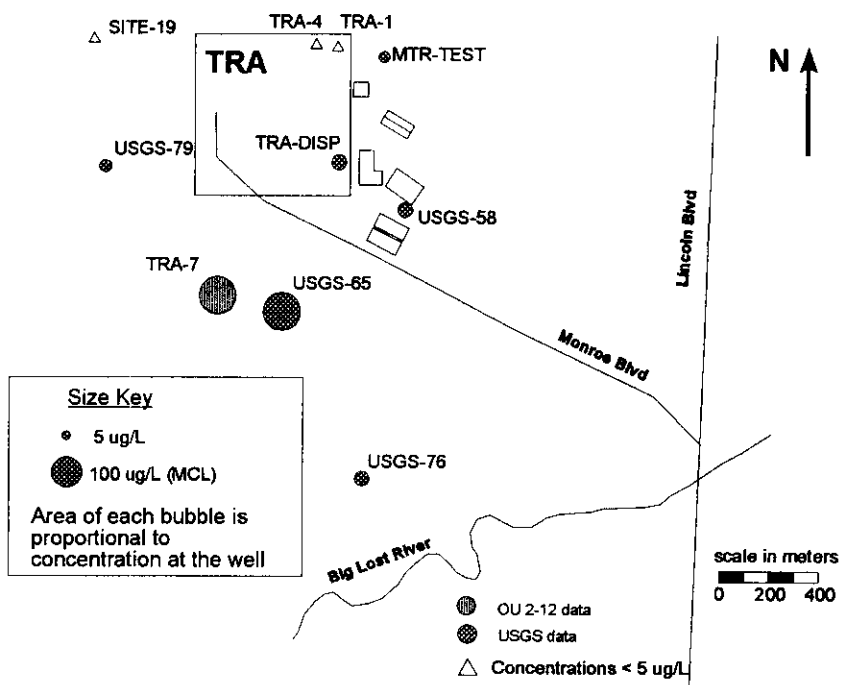 SITE-19
TRA-4
TRA-1
TRA
MTR-TEST
N
USGS-79
TRA-DISP
USGS-58
Lincoln Blvd
TRA-7
USGS-65
Monroe Blvd
Size Key
5 ug/L
100 ug/L (MCL)
Area of each bubble is
proportional to
concentration at the well
USGS-76
Big Lost River
scale in meters
0 200 400
OU 2-12 data
USGS data
Concentrations < 5 ug/L